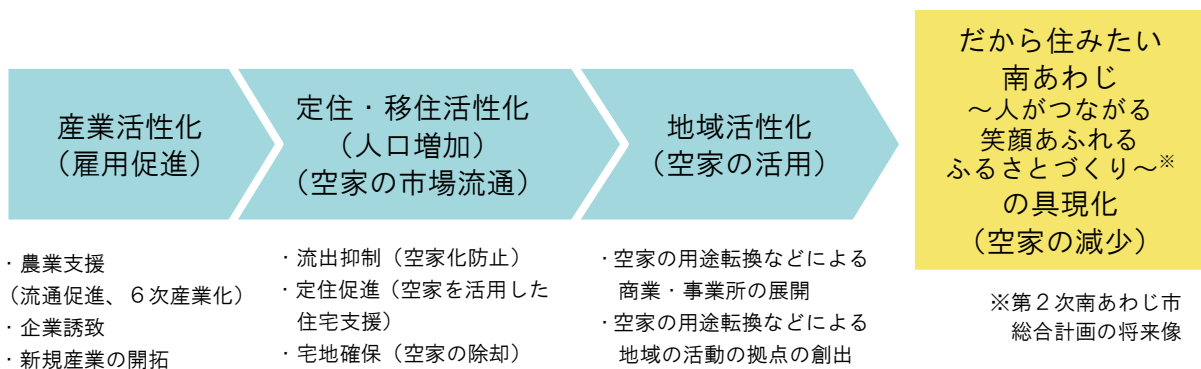 産業活性化
（雇用促進）
・農業支援
（流通促進、６次産業化）
・企業誘致
・新規産業の開拓
定住・移住活性化
（人口増加）
（空家の市場流通）
・流出抑制（空家化防止）
・定住促進（空家を活用した
住宅支援）
・宅地確保（空家の除却）
地域活性化
（空家の活用）
・空家の用途転換などによる
商業・事業所の展開
・空家の用途転換などによる
地域の活動の拠点の創出
だから住みたい
南あわじ
～人がつながる
笑顔あふれる
ふるさとづくり～※
の具現化
（空家の減少）
※第２次南あわじ市
総合計画の将来像